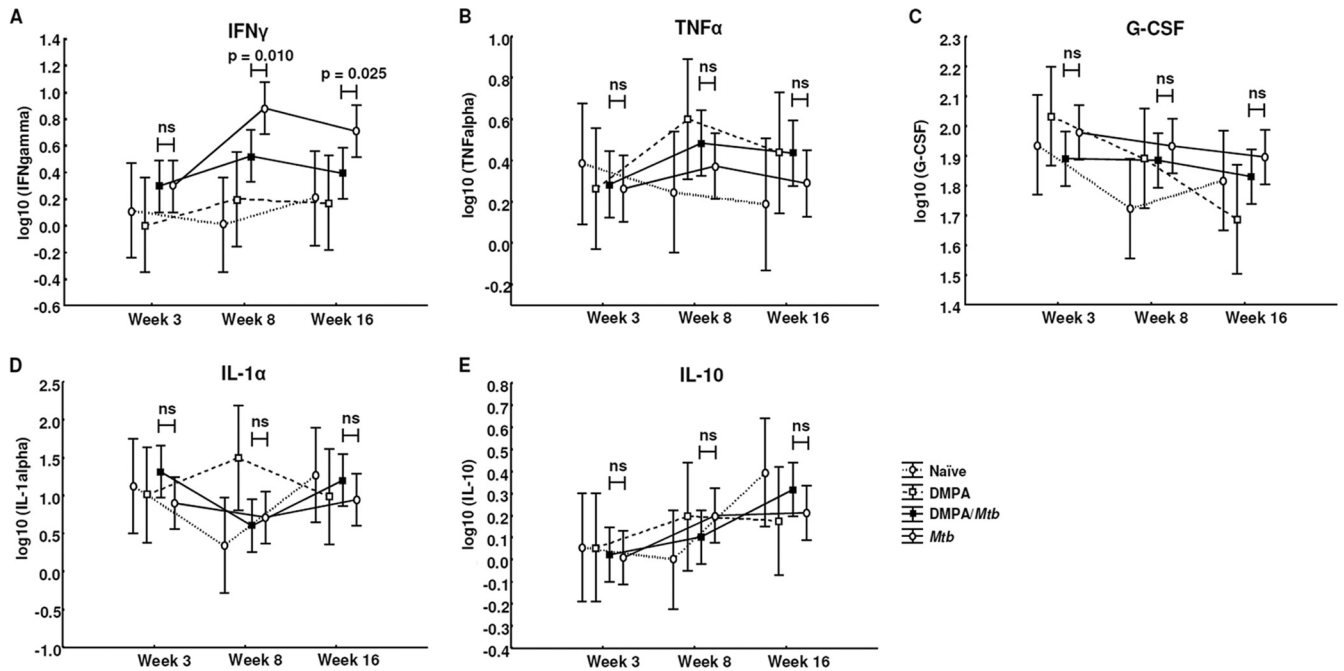 A
IFNγ
log10 (IFNgamma)
1.4
1.2
1.0
0.8
0.6
0.4
0.2
0.0
-0.2
-0.4
-0.6
ns
p = 0.010
p = 0.025
Week 3 Week 8 Week 16
B
TNFα
log10 (TNFalpha)
1.0
0.8
0.6
0.4
0.2
0.0
-0.2
ns
ns
ns
Week 3 Week 8 Week 16
C
G-CSF
log10 (G-CSF)
2.3
2.2
2.1
2.0
1.9
1.8
1.7
1.6
1.5
1.4
ns
ns
ns
Week 3 Week 8 Week 16
D
IL-1α
log10 (IL-1alpha)
2.5
2.0
1.5
1.0
0.5
0.0
-0.5
-1.0
ns
ns
ns
Week 3 Week 8 Week 16
E
IL-10
log10 (IL-10)
0.8
0.7
0.6
0.5
0.4
0.3
0.2
0.1
0.0
-0.1
-0.2
-0.3
-0.4
ns
ns
ns
Week 3 Week 8 Week 16
Naïve
DMPA
DMPA/Mtb
Mtb